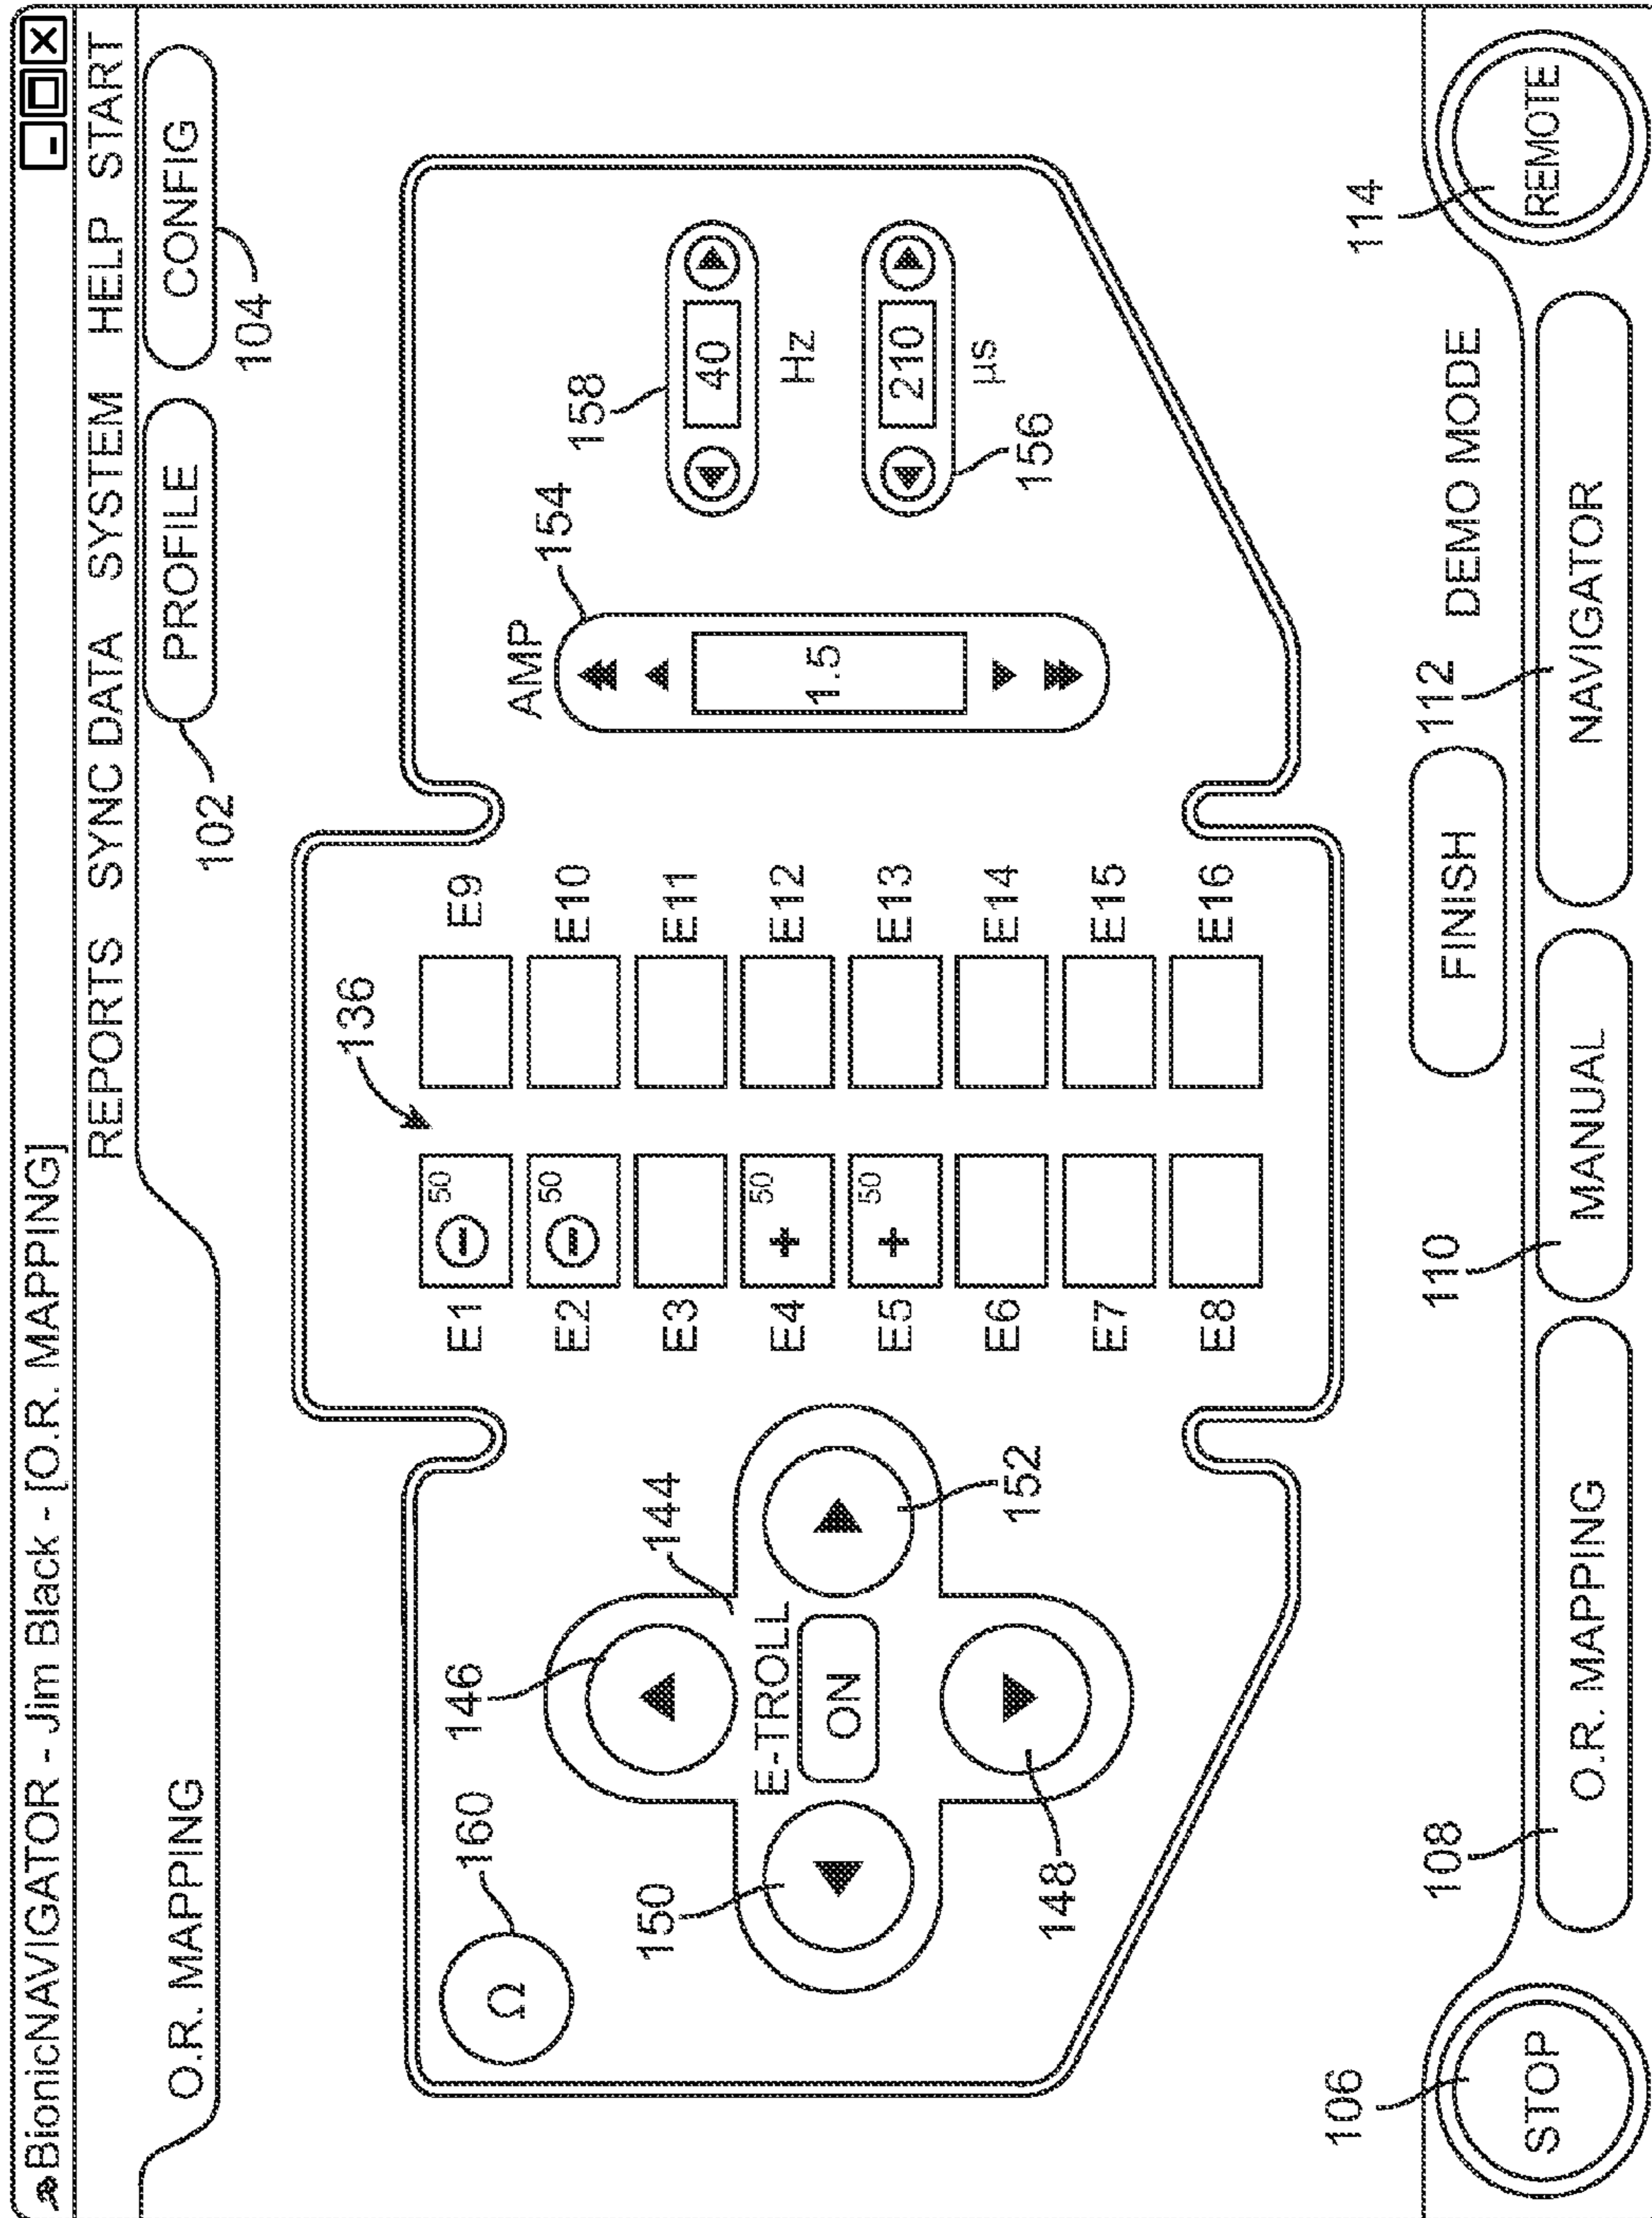 BionicNAVIGATOR - Jim Black - [O.R. MAPPING]
REPORTS SYNC DATA SYSTEM HELP START
O.R. MAPPING
PROFILE
CONFIG
102
104
136
Ω
160
146
144
E-TROLL
ON
150
152
148
E1 - 50
E2 - 50
E3
E4 + 50
E5 + 50
E6
E7
E8
E9
E10
E11
E12
E13
E14
E15
E16
AMP
154
1.5
158
40
Hz
210
µs
156
106
108
110
FINISH
112
DEMO MODE
114
STOP
O.R. MAPPING
MANUAL
NAVIGATOR
REMOTE